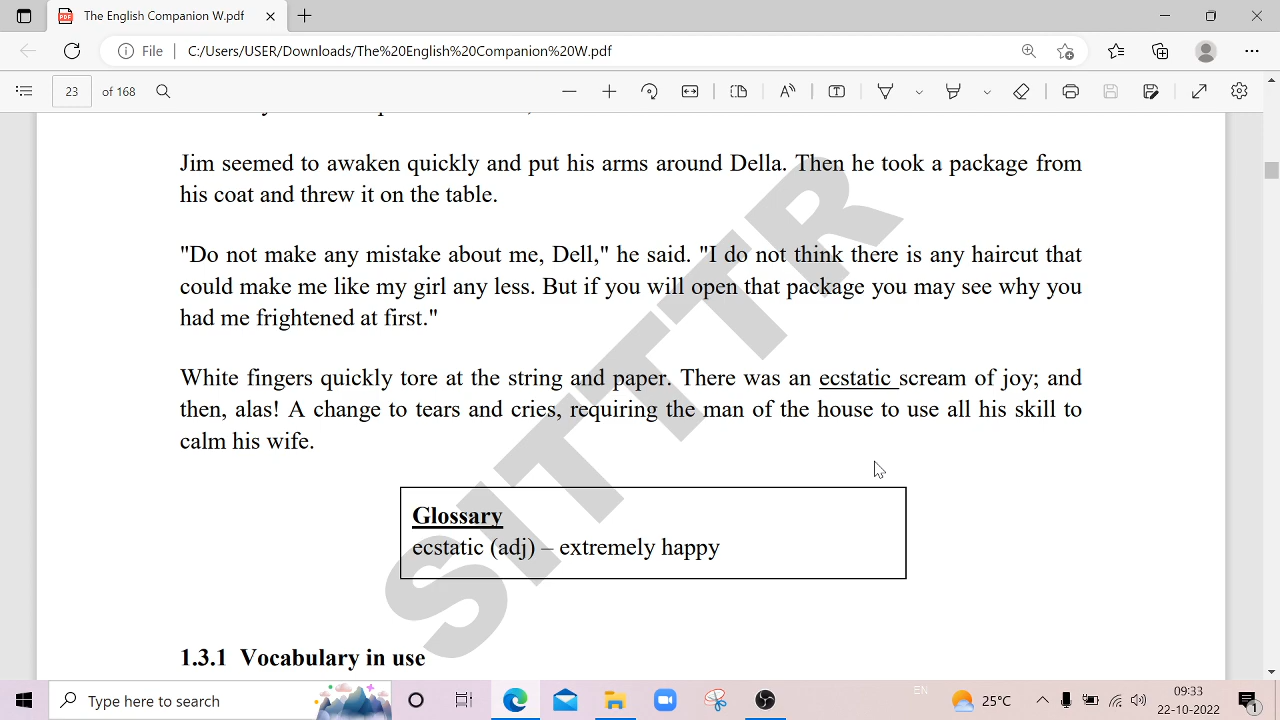 The English Companion W.pdf
File
C:/Users/USER/Downloads/The%20English%20Companion%20W.pdf
23 of 168
Jim seemed to awaken quickly and put his arms around Della. Then he took a package from
his coat and threw it on the table.
"Do not make any mistake about me, Dell," he said. "I do not think there is any haircut that
could make me like my girl any less. But if you will open that package you may see why you
had me frightened at first."
White fingers quickly tore at the string and paper. There was an ecstatic scream of joy; and
then, alas! A change to tears and cries, requiring the man of the house to use all his skill to
calm his wife.
SITTTR
Glossary
ecstatic (adj) – extremely happy
1.3.1 Vocabulary in use
Type here to search
EN
25°C
09:33
22-10-2022
1